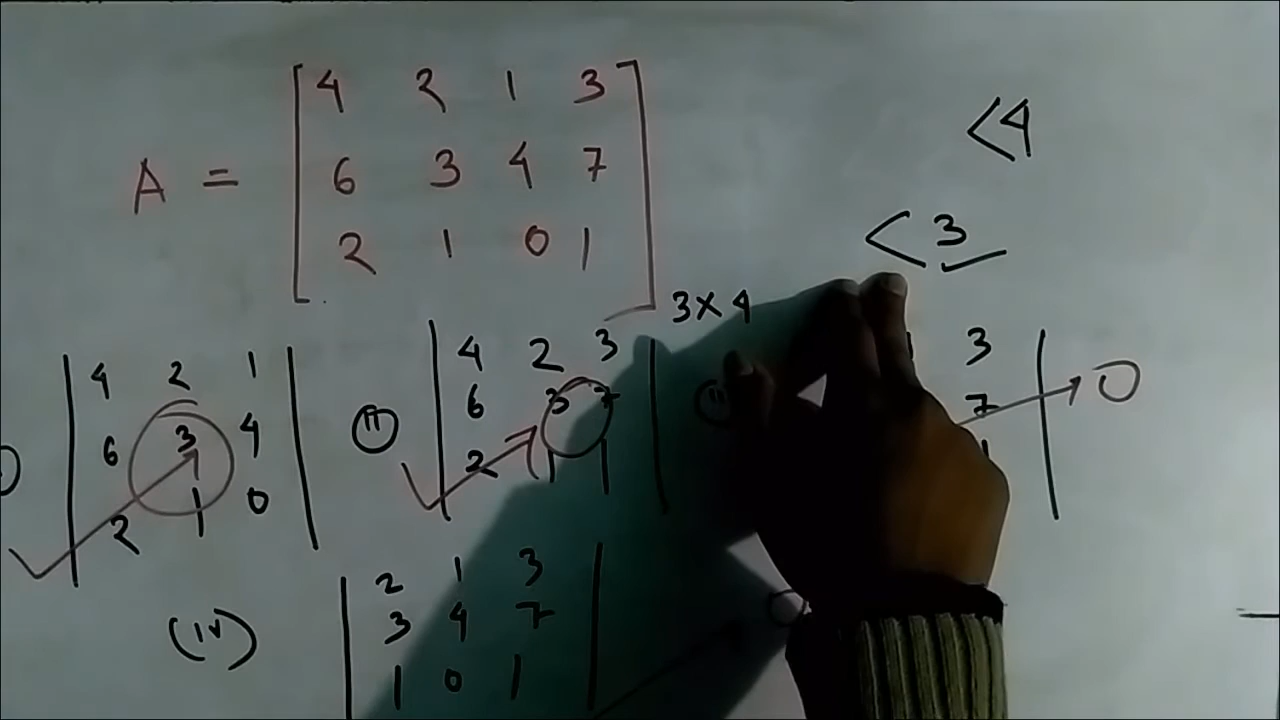 4 2 1 3
A = 6 3 4 7
2 1 0 1
3×4
<4
<3
4 2 1
6 3 4
2 1 0
(ii)
4 2 3
6 3 7
2 1 1
3
7
1
0
(iv)
2 1 3
3 4 7
1 0 1